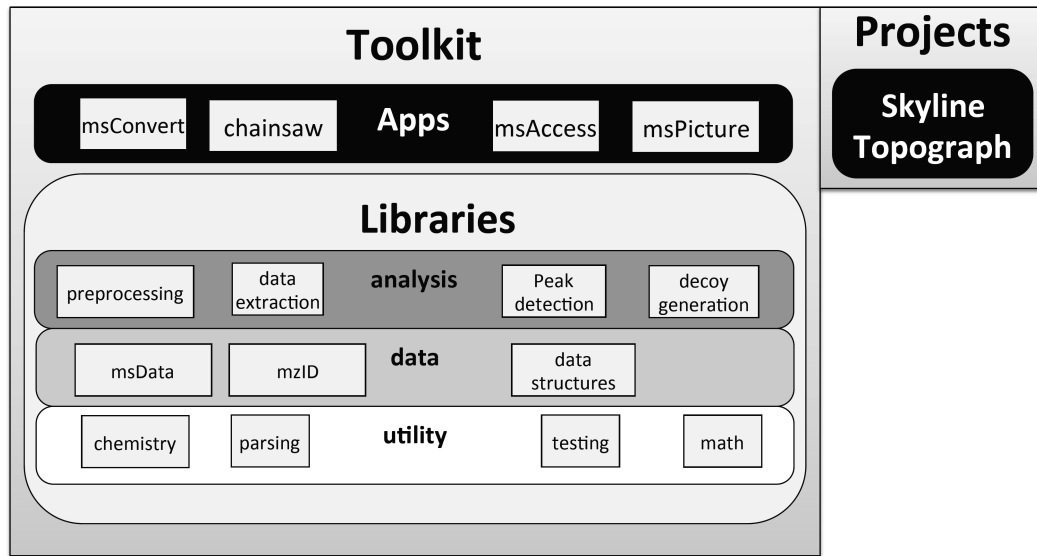 Toolkit
Projects
msConvert
chainsaw
Apps
msAccess
msPicture
Skyline
Topograph
Libraries
preprocessing
data
extraction
analysis
Peak
detection
decoy
generation
msData
mzID
data
data
structures
chemistry
parsing
utility
testing
math